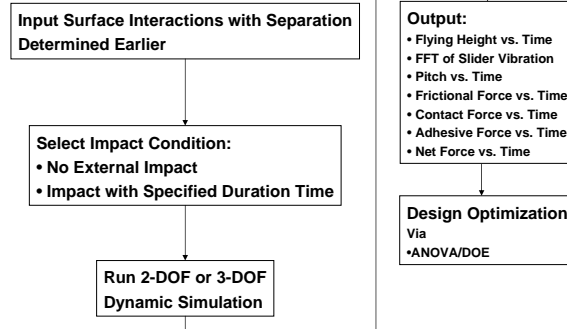 Input Surface Interactions with Separation
Determined Earlier
Select Impact Condition:
• No External Impact
• Impact with Specified Duration Time
Run 2-DOF or 3-DOF
Dynamic Simulation
Output:
• Flying Height vs. Time
• FFT of Slider Vibration
• Pitch vs. Time
• Frictional Force vs. Time
• Contact Force vs. Time
• Adhesive Force vs. Time
• Net Force vs. Time
Design Optimization
Via
•ANOVA/DOE